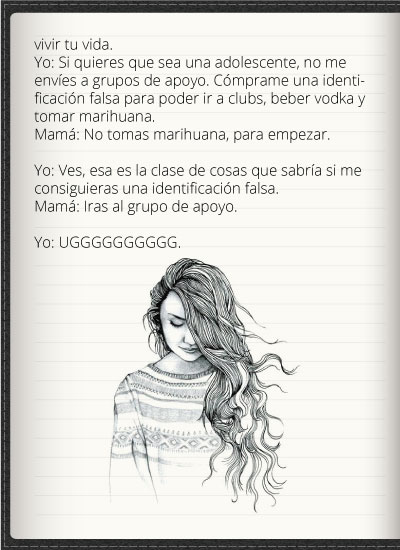 vivir tu vida.
Yo: Si quieres que sea una adolescente, no me
envíes a grupos de apoyo. Cómprame una identi-
ficación falsa para poder ir a clubs, beber vodka y
tomar marihuana.
Mamá: No tomas marihuana, para empezar.
Yo: Ves, esa es la clase de cosas que sabría si me
consiguieras una identificación falsa.
Mamá: Iras al grupo de apoyo.
Yo: UGGGGGGGGGG.